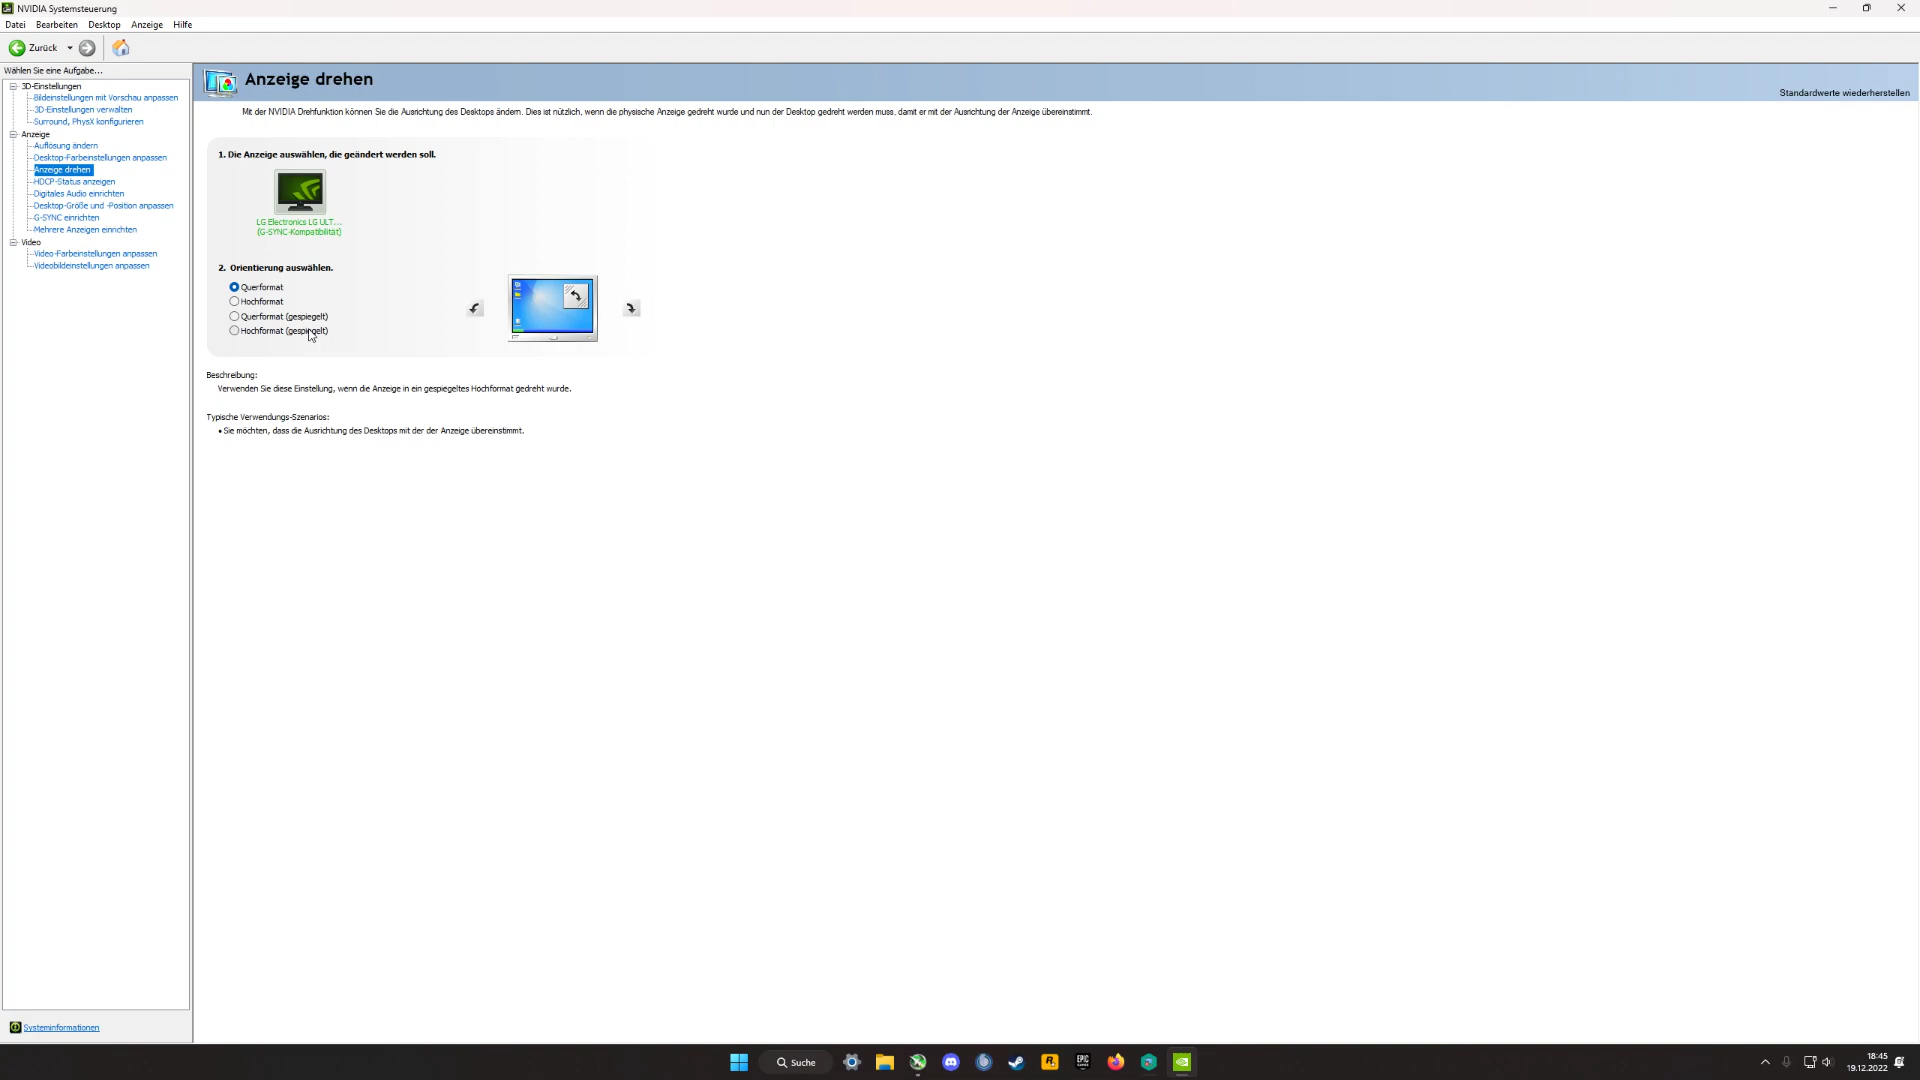 NVIDIA Systemsteuerung
Datei Bearbeiten Desktop Anzeige Hilfe
Zurück
Wählen Sie eine Aufgabe...
3D-Einstellungen
Bildeinstellungen mit Vorschau anpassen
3D-Einstellungen verwalten
Surround, PhysX konfigurieren
Anzeige
Auflösung ändern
Desktop-Farbeinstellungen anpassen
Anzeige drehen
HDCP-Status anzeigen
Digitales Audio einrichten
Desktop-Größe und -Position anpassen
G-SYNC einrichten
Mehrere Anzeigen einrichten
Video
Video-Farbeinstellungen anpassen
Videobildeinstellungen anpassen
Systeminformationen
Anzeige drehen
Standardwerte wiederherstellen
Mit der NVIDIA Drehfunktion können Sie die Ausrichtung des Desktops ändern. Dies ist nützlich, wenn die physische Anzeige gedreht wurde und nun der Desktop gedreht werden muss, damit er mit der Ausrichtung der Anzeige übereinstimmt.
1. Die Anzeige auswählen, die geändert werden soll.
LG Electronics LG ULT...
(G-SYNC-Kompatibilität)
2. Orientierung auswählen.
Querformat
Hochformat
Querformat (gespiegelt)
Hochformat (gespiegelt)
Beschreibung:
Verwenden Sie diese Einstellung, wenn die Anzeige in ein gespiegeltes Hochformat gedreht wurde.
Typische Verwendungs-Szenarios:
• Sie möchten, dass die Ausrichtung des Desktops mit der der Anzeige übereinstimmt.
Suche
EPIC
18:45
19.12.2022